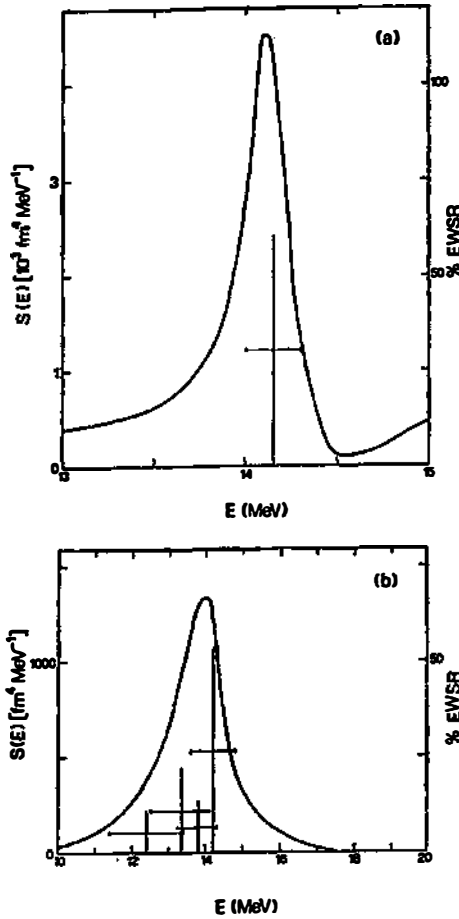 (a)
100
3
S(E) [10³ fm⁴ MeV⁻¹]
% EWSR
50
1
0
13 14 15
E (MeV)
(b)
1000
S(E) [fm⁴ MeV⁻¹]
50
% EWSR
0
10 12 14 16 18 20
E (MeV)